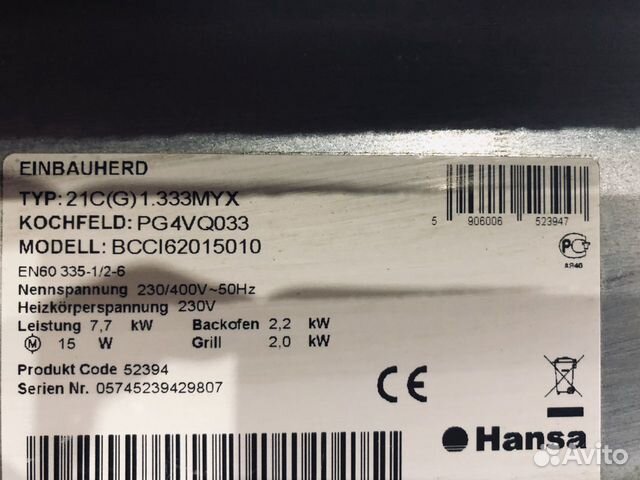 EINBAUHERD
TYP: 21C(G)1.333MYX
KOCHFELD: PG4VQ033
MODELL: BCCI62015010
5 906006 523947
EN60 335-1/2-6
Nennspannung 230/400V~50Hz
Heizkörperspannung 230V
Leistung 7,7 kW Backofen 2,2 kW
M 15 W Grill 2,0 kW
Produkt Code 52394
Serien Nr. 05745239429807
CE
Hansa
Avito